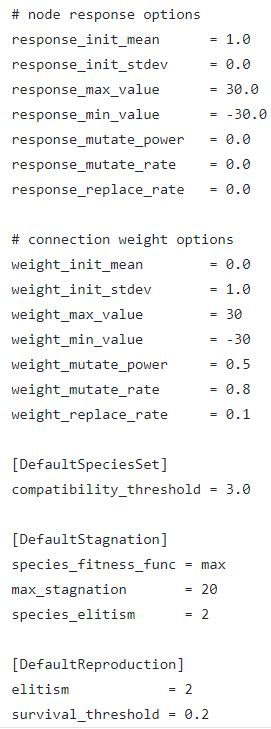 # node response options
response_init_mean      = 1.0
response_init_stdev     = 0.0
response_max_value      = 30.0
response_min_value      = -30.0
response_mutate_power   = 0.0
response_mutate_rate    = 0.0
response_replace_rate   = 0.0

# connection weight options
weight_init_mean        = 0.0
weight_init_stdev       = 1.0
weight_max_value        = 30
weight_min_value        = -30
weight_mutate_power     = 0.5
weight_mutate_rate      = 0.8
weight_replace_rate     = 0.1

[DefaultSpeciesSet]
compatibility_threshold = 3.0

[DefaultStagnation]
species_fitness_func = max
max_stagnation       = 20
species_elitism      = 2

[DefaultReproduction]
elitism            = 2
survival_threshold = 0.2